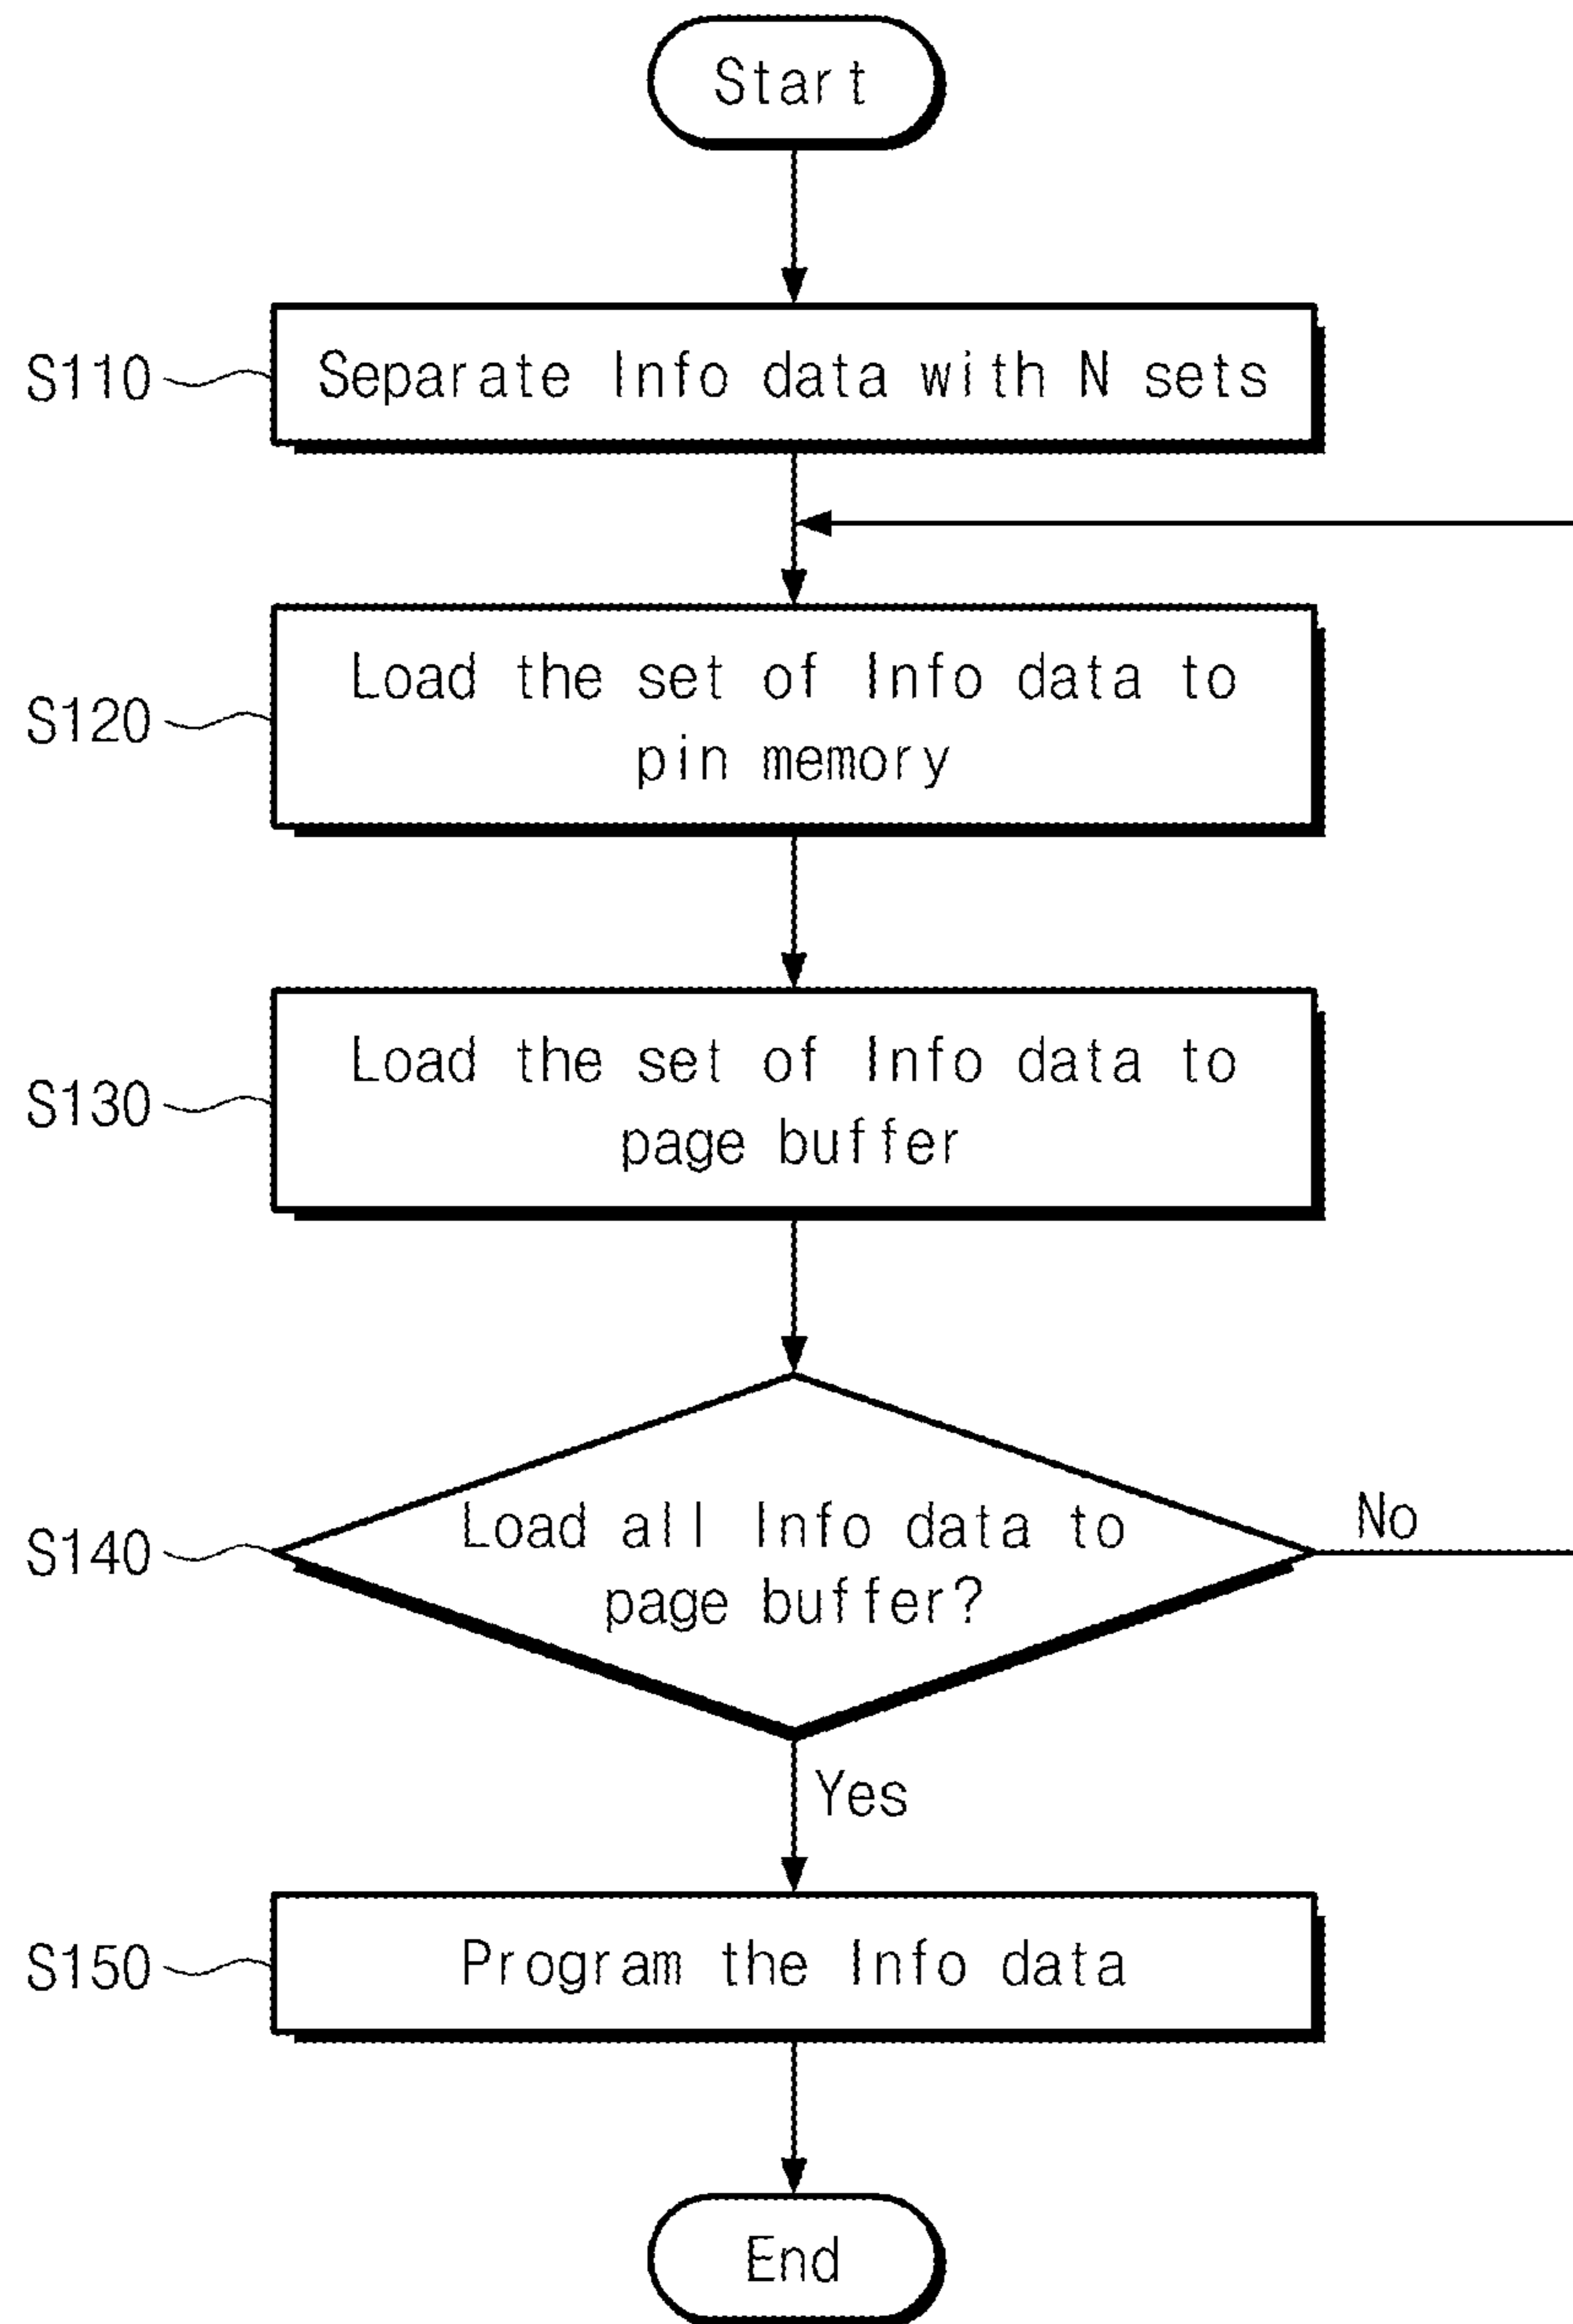 Start
S110
Separate Info data with N sets
S120
Load the set of Info data to
pin memory
S130
Load the set of Info data to
page buffer
S140
Load all Info data to
page buffer?
No
Yes
S150
Program the Info data
End